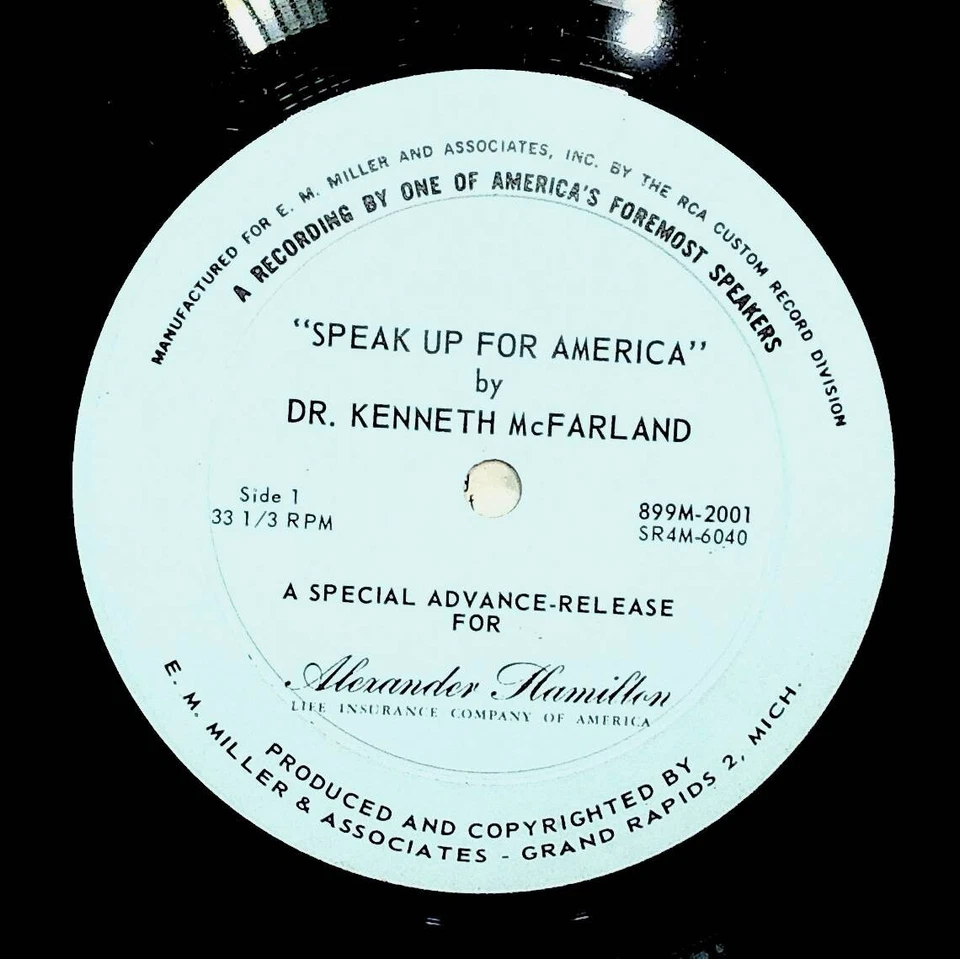 MANUFACTURED FOR E. M. MILLER AND ASSOCIATES, INC. BY THE RCA CUSTOM RECORD DIVISION
A RECORDING BY ONE OF AMERICA'S FOREMOST SPEAKERS
“SPEAK UP FOR AMERICA”
by
DR. KENNETH McFARLAND
Side 1
33 1/3 RPM
899M-2001
SR4M-6040
A SPECIAL ADVANCE-RELEASE
FOR
Alexander Hamilton
LIFE INSURANCE COMPANY OF AMERICA
PRODUCED AND COPYRIGHTED BY
E. M. MILLER & ASSOCIATES - GRAND RAPIDS 2, MICH.